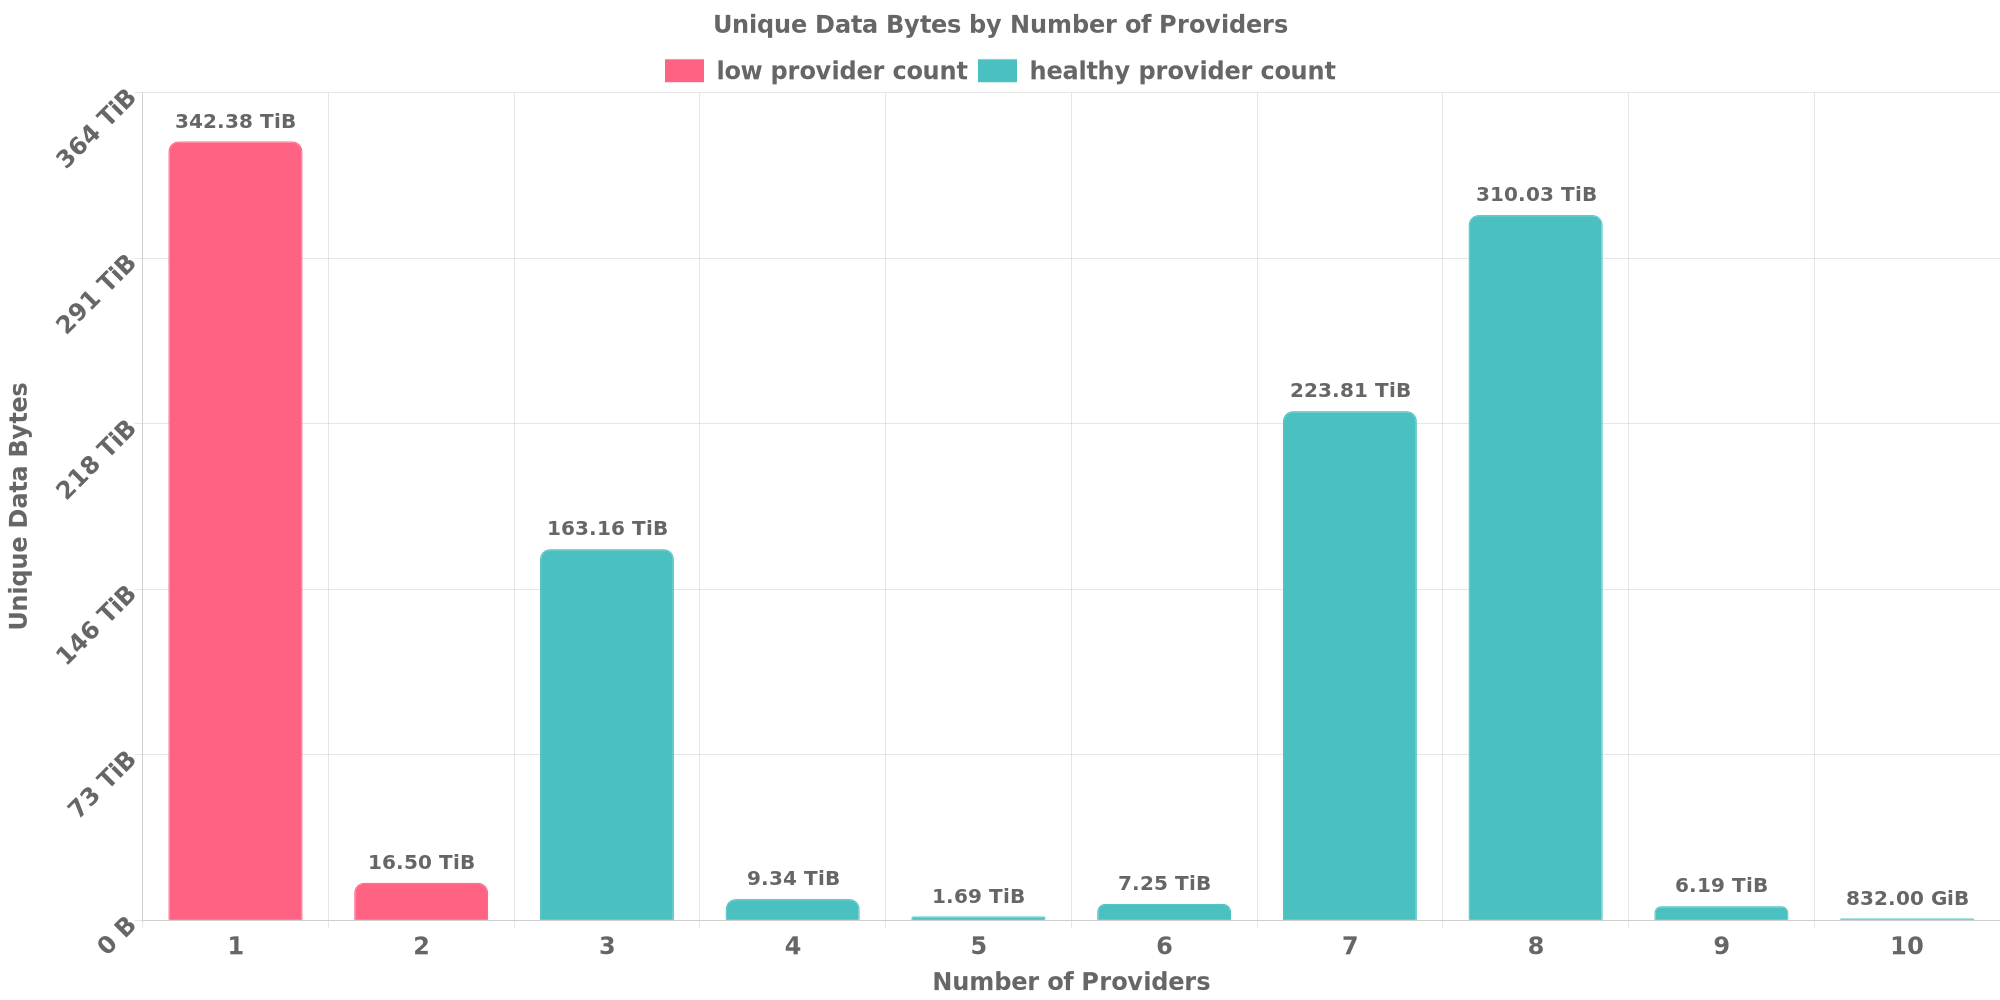 Unique Data Bytes by Number of Providers
low provider count healthy provider count
364 TiB
291 TiB
218 TiB
146 TiB
73 TiB
0 B
Unique Data Bytes
342.38 TiB
16.50 TiB
163.16 TiB
9.34 TiB
1.69 TiB
7.25 TiB
223.81 TiB
310.03 TiB
6.19 TiB
832.00 GiB
1 2 3 4 5 6 7 8 9 10
Number of Providers